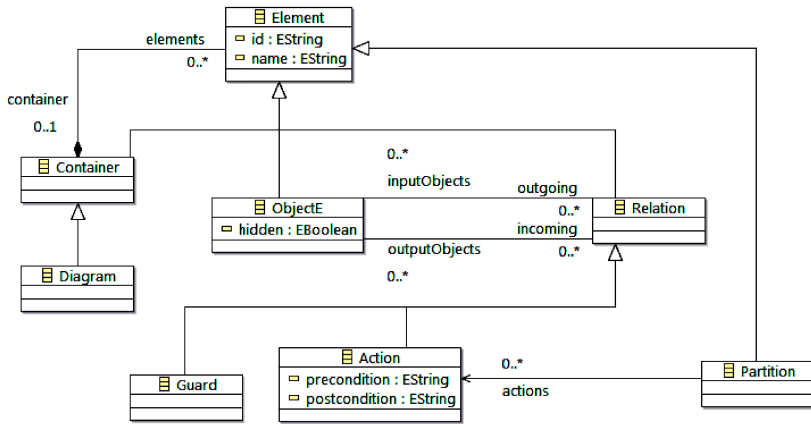 Element
id : EString
name : EString
elements
0..*
container
0..1
Container
Diagram
0..*
inputObjects
outgoing
0..*
ObjectE
hidden : EBoolean
incoming
0..*
outputObjects
0..*
Relation
Guard
Action
precondition : EString
postcondition : EString
0..*
actions
Partition